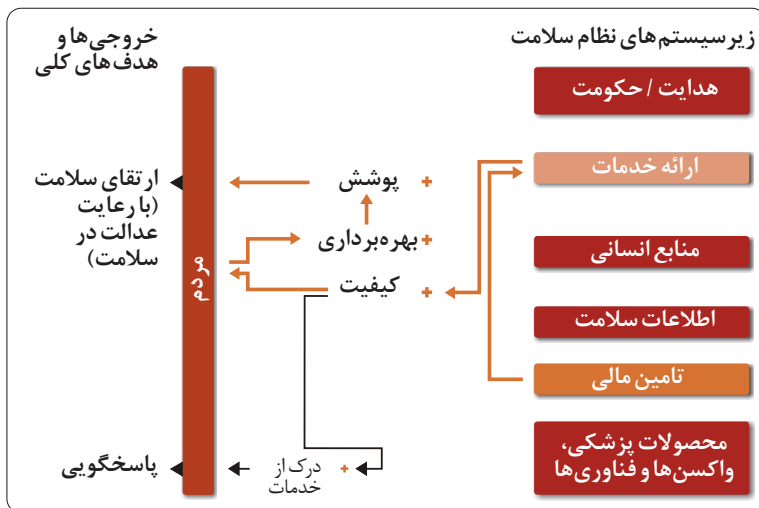 زیرسیستم‌های نظام سلامت
هدایت / حکومت
ارائه خدمات
منابع انسانی
اطلاعات سلامت
تامین مالی
محصولات پزشکی،
واکسن‌ها و فناوری‌ها
+ پوشش
+ بهره‌برداری
+ کیفیت
+ درک از
خدمات
مردم
خروجی‌ها و
هدف‌های کلی
ارتقای سلامت
(با رعایت
عدالت در
سلامت)
پاسخگویی